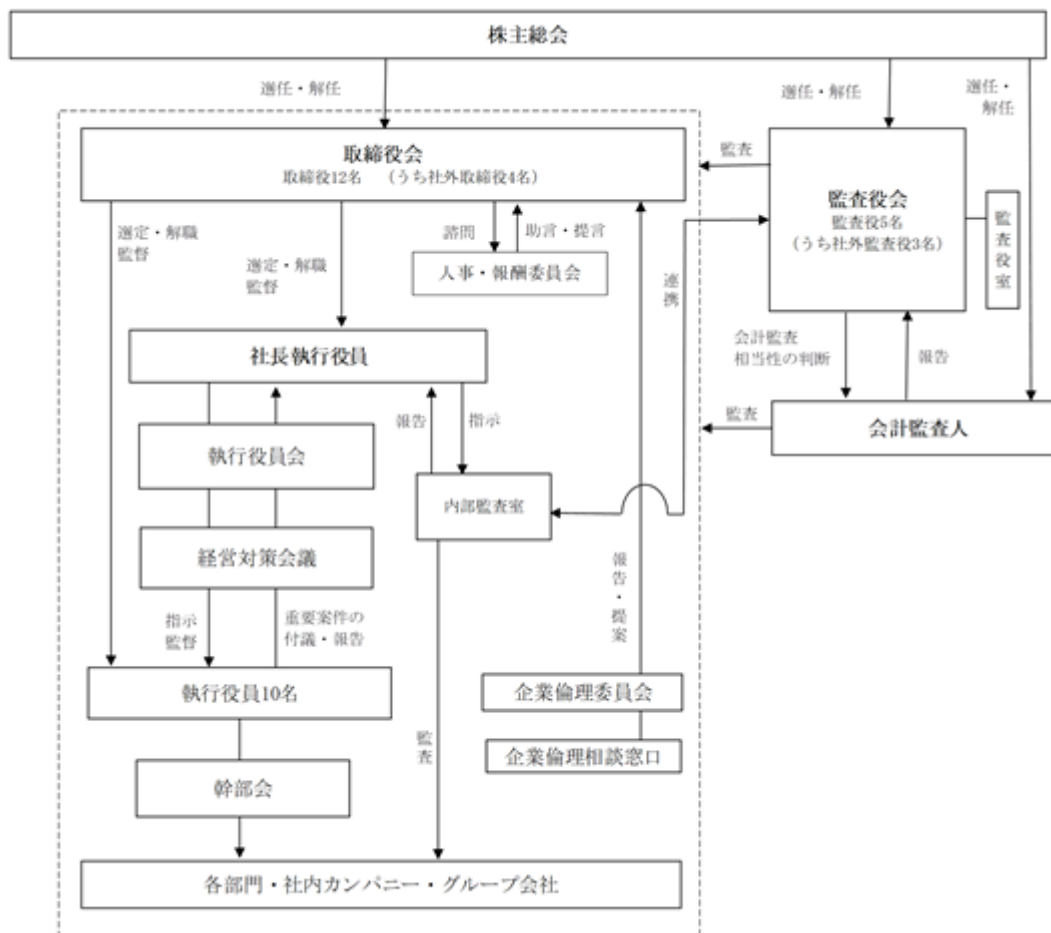 株主総会
選任・解任
選任・解任
選任・
解任
取締役会
取締役12名 (うち社外取締役4名)
監査
監査役会
監査役5名
(うち社外監査役3名)
監査役室
選定・解職
監督
選定・解職
監督
諮問
助言・提言
人事・報酬委員会
連携
社長執行役員
会計監査
相当性の判断
報告
報告
指示
監査
会計監査人
執行役員会
内部監査室
経営対策会議
指示
監督
重要案件の
付議・報告
報告・提案
執行役員10名
企業倫理委員会
監査
企業倫理相談窓口
幹部会
各部門・社内カンパニー・グループ会社